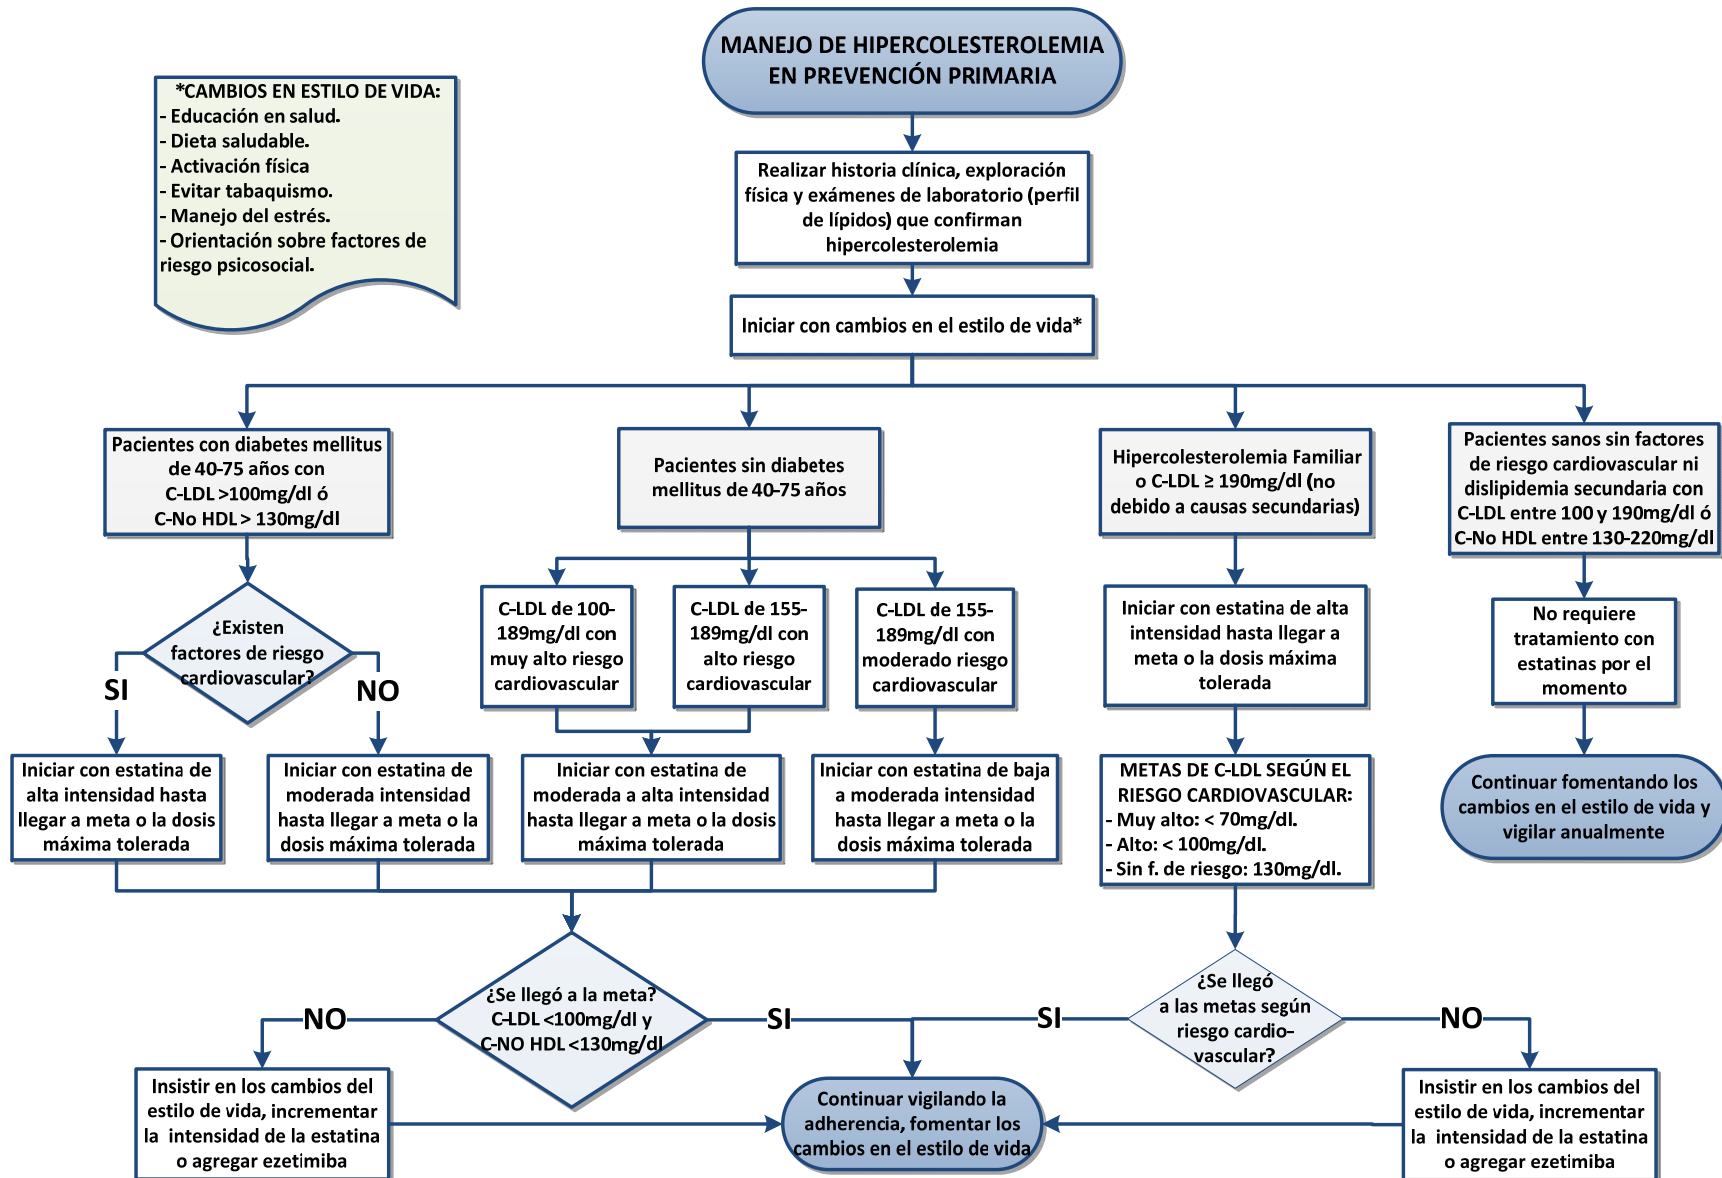 MANEJO DE HIPERCOLESTEROLEMIA
EN PREVENCIÓN PRIMARIA
*CAMBIOS EN ESTILO DE VIDA:
- Educación en salud.
- Dieta saludable.
- Activación física
- Evitar tabaquismo.
- Manejo del estrés.
- Orientación sobre factores de
riesgo psicosocial.
Realizar historia clínica, exploración
física y exámenes de laboratorio (perfil
de lípidos) que confirman
hipercolesterolemia
Iniciar con cambios en el estilo de vida*
Pacientes con diabetes mellitus
de 40-75 años con
C-LDL >100mg/dl ó
C-No HDL > 130mg/dl
Pacientes sin diabetes
mellitus de 40-75 años
Hipercolesterolemia Familiar
o C-LDL ≥ 190mg/dl (no
debido a causas secundarias)
Pacientes sanos sin factores
de riesgo cardiovascular ni
dislipidemia secundaria con
C-LDL entre 100 y 190mg/dl ó
C-No HDL entre 130-220mg/dl
¿Existen
factores de riesgo
cardiovascular?
SI
NO
C-LDL de 100-
189mg/dl con
muy alto riesgo
cardiovascular
C-LDL de 155-
189mg/dl con
alto riesgo
cardiovascular
C-LDL de 155-
189mg/dl con
moderado riesgo
cardiovascular
Iniciar con estatina de alta
intensidad hasta llegar a
meta o la dosis máxima
tolerada
No requiere
tratamiento con
estatinas por el
momento
Iniciar con estatina de
alta intensidad hasta
llegar a meta o la dosis
máxima tolerada
Iniciar con estatina de
moderada intensidad
hasta llegar a meta o la
dosis máxima tolerada
Iniciar con estatina de
moderada a alta intensidad
hasta llegar a meta o la dosis
máxima tolerada
Iniciar con estatina de baja
a moderada intensidad
hasta llegar a meta o la
dosis máxima tolerada
METAS DE C-LDL SEGÚN EL
RIESGO CARDIOVASCULAR:
- Muy alto: < 70mg/dl.
- Alto: < 100mg/dl.
- Sin f. de riesgo: 130mg/dl.
Continuar fomentando los
cambios en el estilo de vida y
vigilar anualmente
¿Se llegó a la meta?
C-LDL <100mg/dl y
C-NO HDL <130mg/dl
NO
SI
¿Se llegó
a las metas según
riesgo cardio-
vascular?
SI
NO
Insistir en los cambios del
estilo de vida, incrementar
la intensidad de la estatina
o agregar ezetimiba
Continuar vigilando la
adherencia, fomentar los
cambios en el estilo de vida
Insistir en los cambios del
estilo de vida, incrementar
la intensidad de la estatina
o agregar ezetimiba